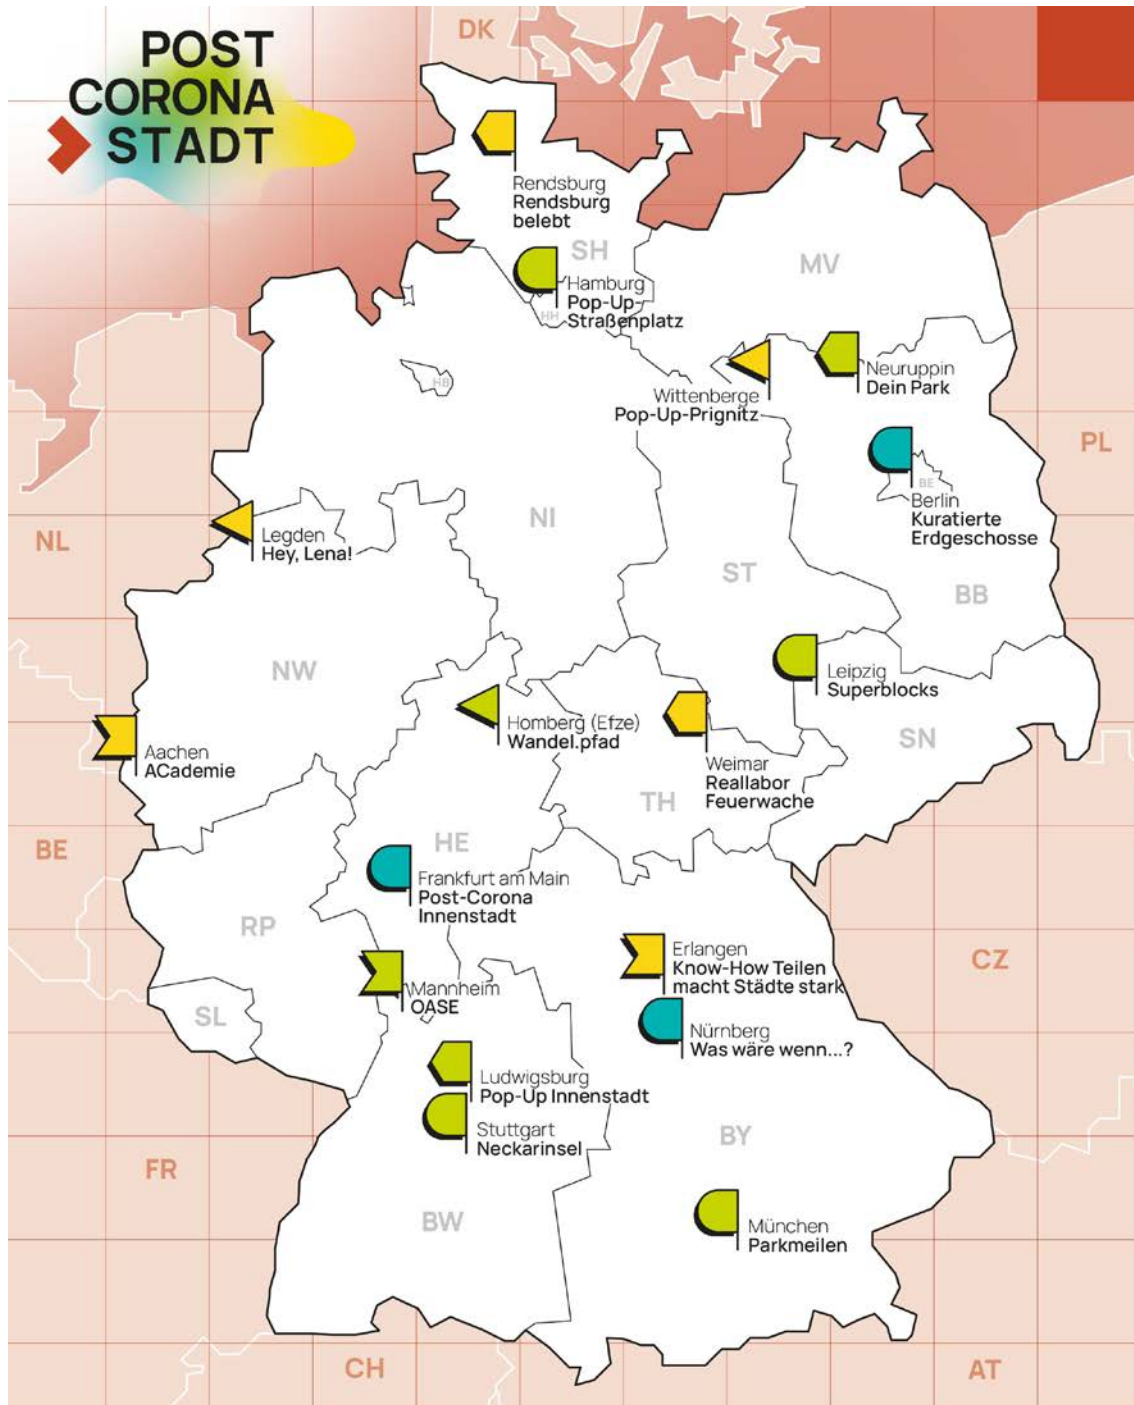 POST
CORONA
STADT
DK
Rendsburg
Rendsburg
belebt
SH
MV
Hamburg
Pop-Up-
Straßenplatz
HH
HB
Wittenberge
Pop-Up-Prignitz
Neuruppin
Dein Park
PL
BE
Berlin
Kuratierte
Erdgeschosse
NL
Legden
Hey, Lena!
NI
ST
BB
NW
Leipzig
Superblocks
Homberg (Efze)
Wandel.pfad
SN
Aachen
ACademie
Weimar
Reallabor
Feuerwache
TH
BE
HE
Frankfurt am Main
Post-Corona
Innenstadt
RP
Erlangen
Know-How Teilen
macht Städte stark
CZ
Mannheim
OASE
SL
Nürnberg
Was wäre wenn...?
Ludwigsburg
Pop-Up Innenstadt
Stuttgart
Neckarinsel
BY
FR
BW
München
Parkmeilen
CH
AT